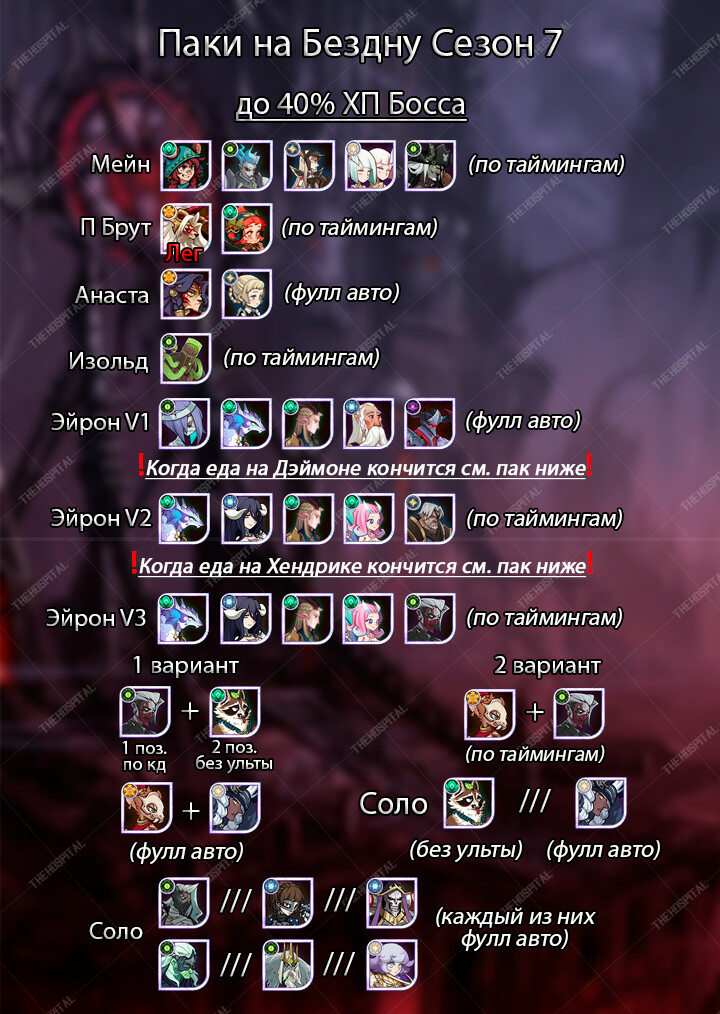 Паки на Бездну Сезон 7
до 40% ХП Босса
Мейн (по таймингам)
П Брут (по таймингам)
Лег
Анаста (фулл авто)
Изольд (по таймингам)
Эйрон V1 (фулл авто)
!Когда еда на Дэймоне кончится см. пак ниже!
Эйрон V2 (по таймингам)
!Когда еда на Хендрике кончится см. пак ниже!
Эйрон V3 (по таймингам)
1 вариант
2 вариант
+
1 поз.
по кд
2 поз.
без ульты
+
(по таймингам)
+
(фулл авто)
Соло ///
(без ульты) (фулл авто)
Соло
/// ///
/// ///
(каждый из них
фулл авто)
THEHOSPITAL